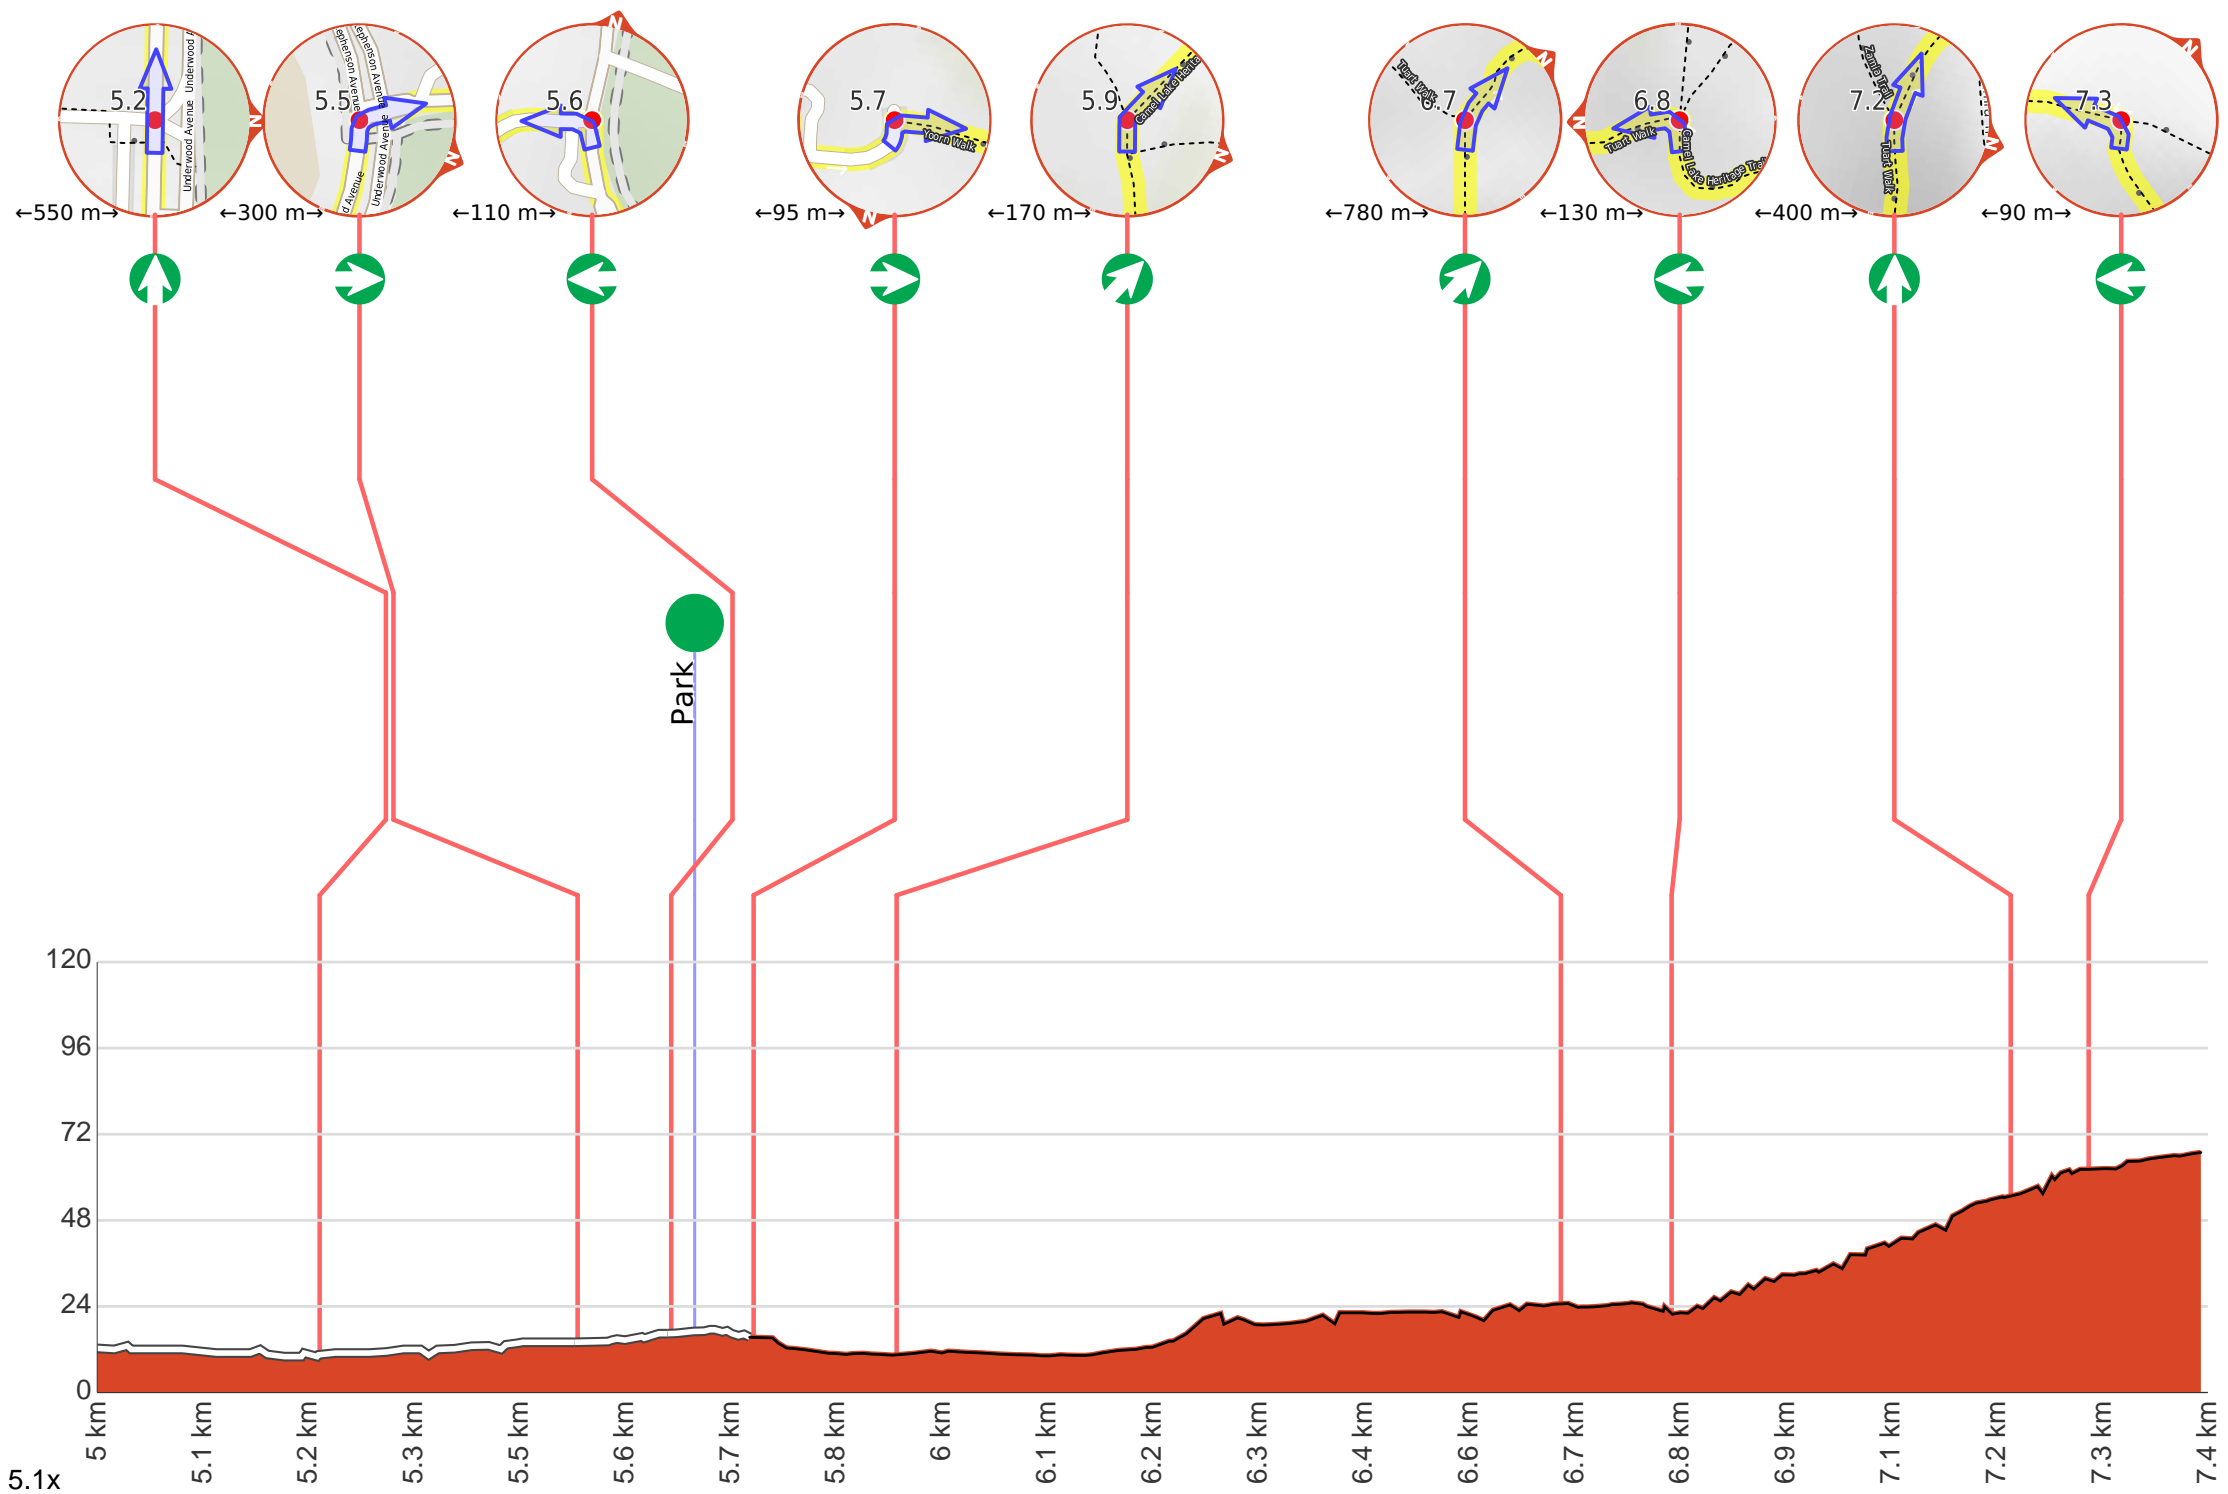 5.2
5.5
5.6
5.7
5.9
6.7
6.8
7.2
7.3
Underwood Avenue
Underwood A
ephenson Avenue
ephenson Avenue
d Avenue
Underwood Avenue
Yoorn Walk
Camel Lake Herita
Tuart Walk
Tuart Walk
Camel Lake Heritage Trai
Zamia Trail
Tuart Walk
N
N
N
N
N
N
N
N
N
←550 m→
←300 m→
←110 m→
←95 m→
←170 m→
←780 m→
←130 m→
←400 m→
←90 m→
Park
120
96
72
48
24
0
5 km
5.1 km
5.2 km
5.3 km
5.5 km
5.6 km
5.7 km
5.8 km
6 km
6.1 km
6.2 km
6.3 km
6.4 km
6.6 km
6.7 km
6.8 km
6.9 km
7.1 km
7.2 km
7.3 km
7.4 km
5.1x